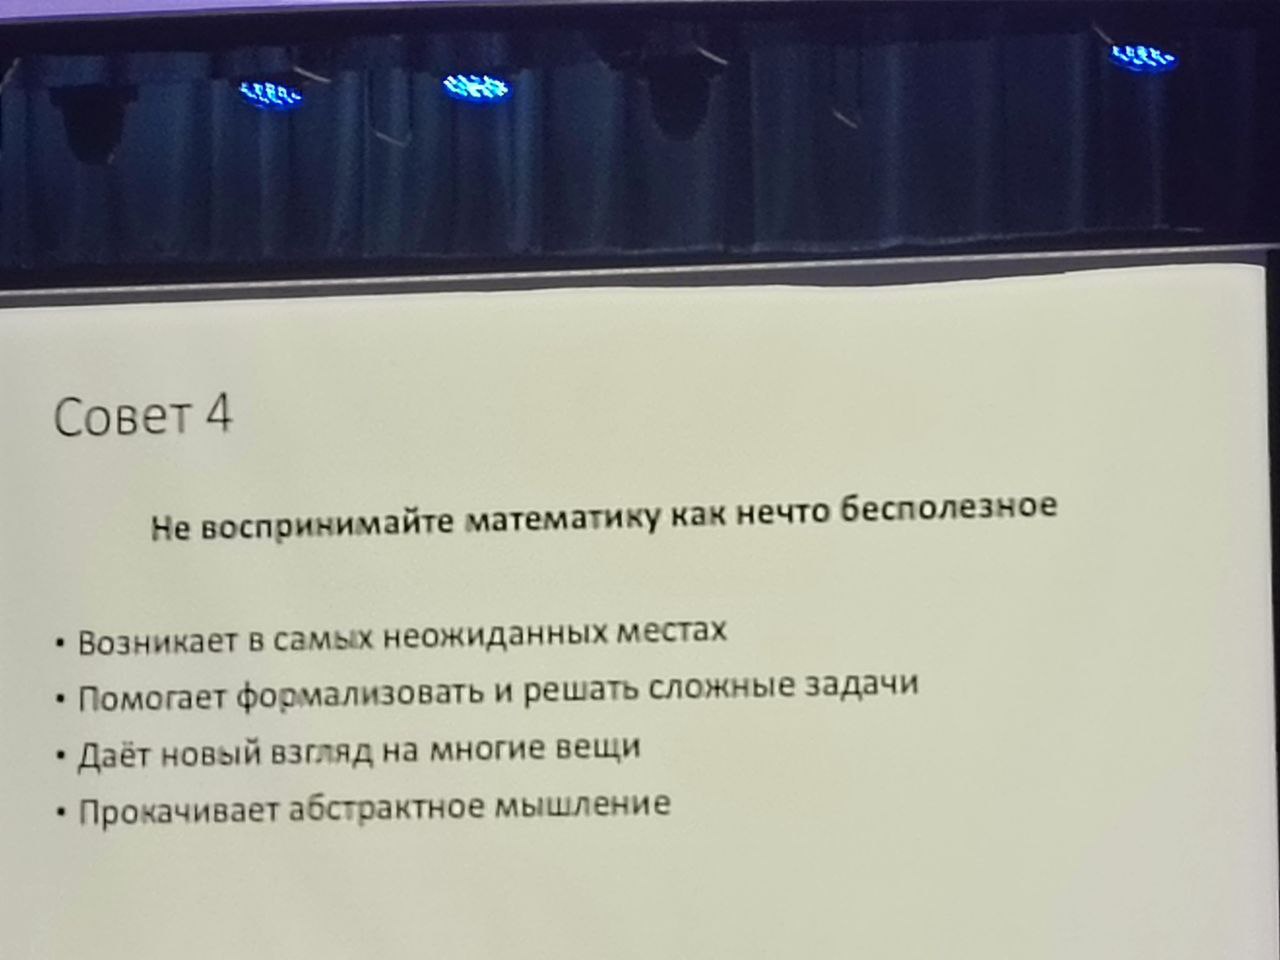 Совет 4
Не воспринимайте математику как нечто бесполезное
• Возникает в самых неожиданных местах
• Помогает формализовать и решать сложные задачи
• Даёт новый взгляд на многие вещи
• Прокачивает абстрактное мышление